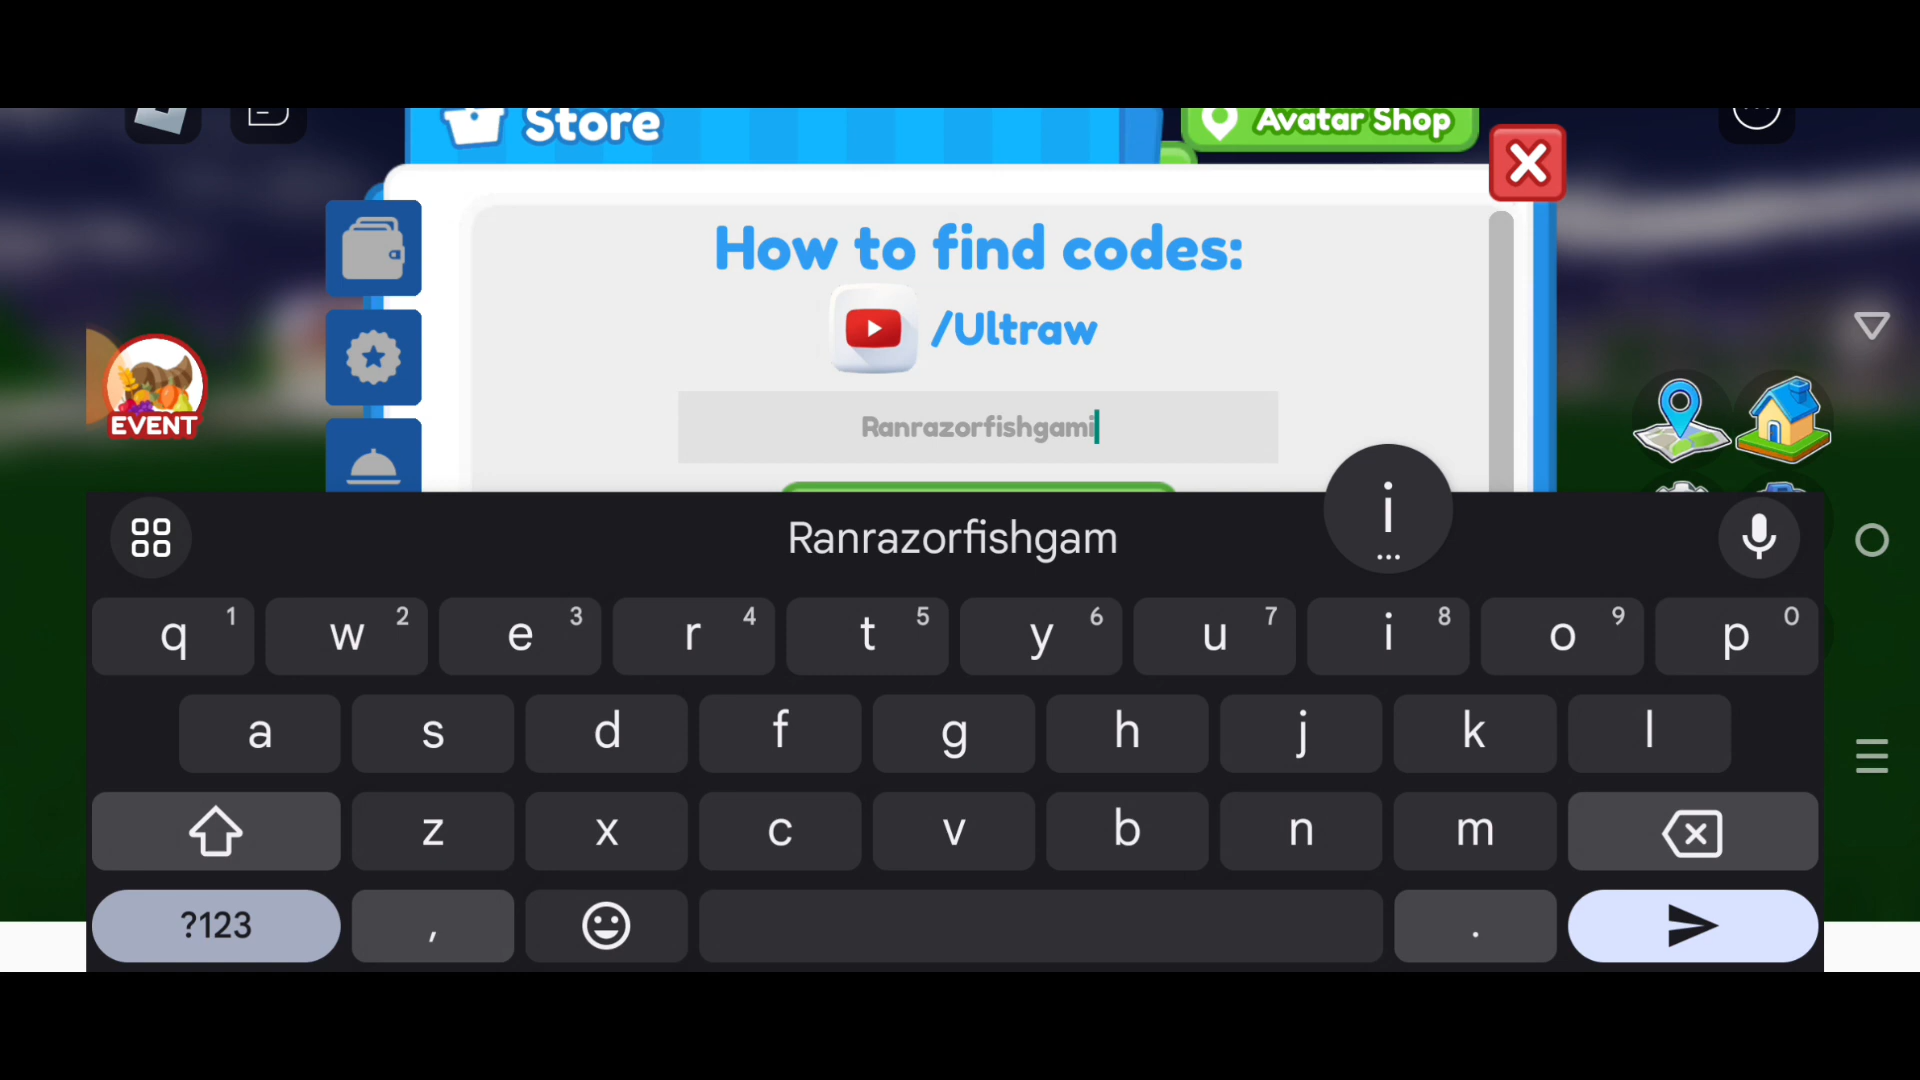 Store
Avatar Shop
How to find codes:
/Ultraw
Ranrazorfishgami
EVENT
Ranrazorfishgam
i
...
q 1 w 2 e 3 r 4 t 5 y 6 u 7 i 8 o 9 p 0
a s d f g h j k l
z x c v b n m
?123 , .